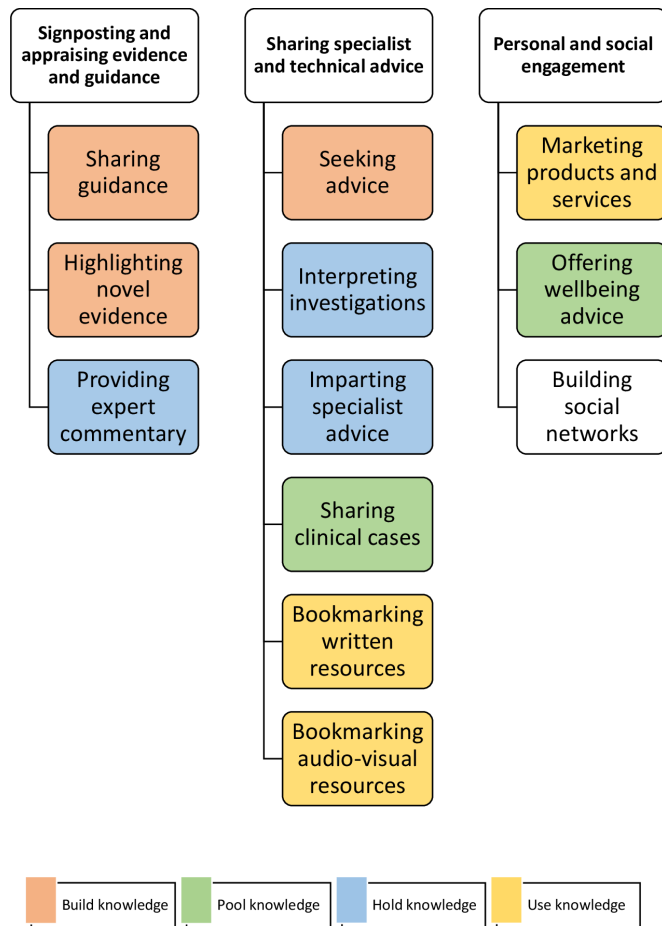 Signposting and
appraising evidence
and guidance
Sharing
guidance
Highlighting
novel
evidence
Providing
expert
commentary
Sharing specialist
and technical advice
Seeking
advice
Interpreting
investigations
Imparting
specialist
advice
Sharing
clinical cases
Bookmarking
written
resources
Bookmarking
audio-visual
resources
Personal and social
engagement
Marketing
products and
services
Offering
wellbeing
advice
Building
social
networks
Build knowledge
Pool knowledge
Hold knowledge
Use knowledge